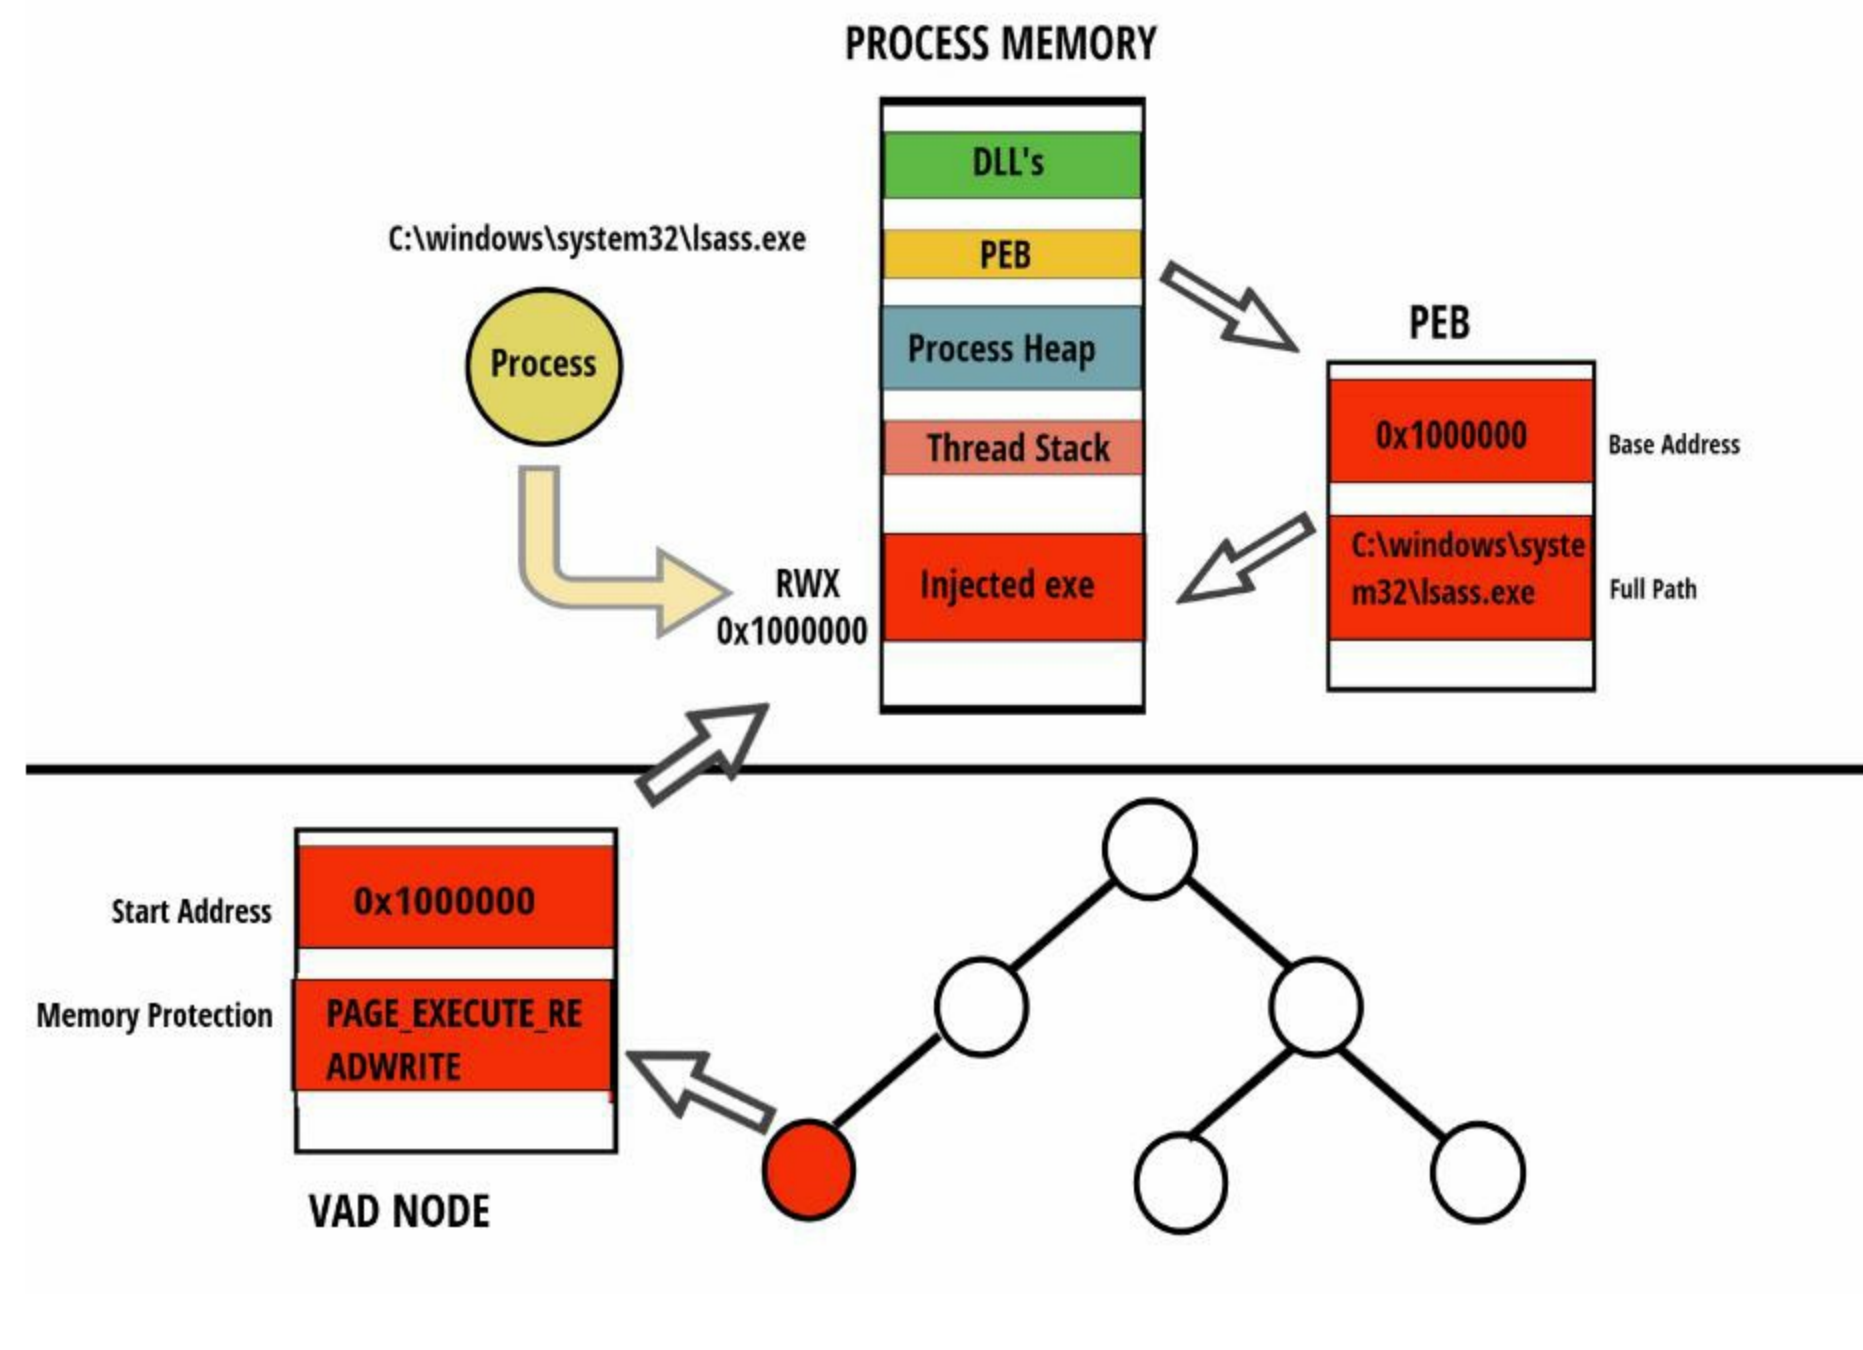 PROCESS MEMORY
DLL's
C:\windows\system32\lsass.exe
PEB
Process Heap
Process
Thread Stack
RWX
0x1000000
Injected exe
PEB
0x1000000
Base Address
C:\windows\syste
m32\lsass.exe
Full Path
Start Address
0x1000000
Memory Protection
PAGE_EXECUTE_RE
ADWRITE
VAD NODE